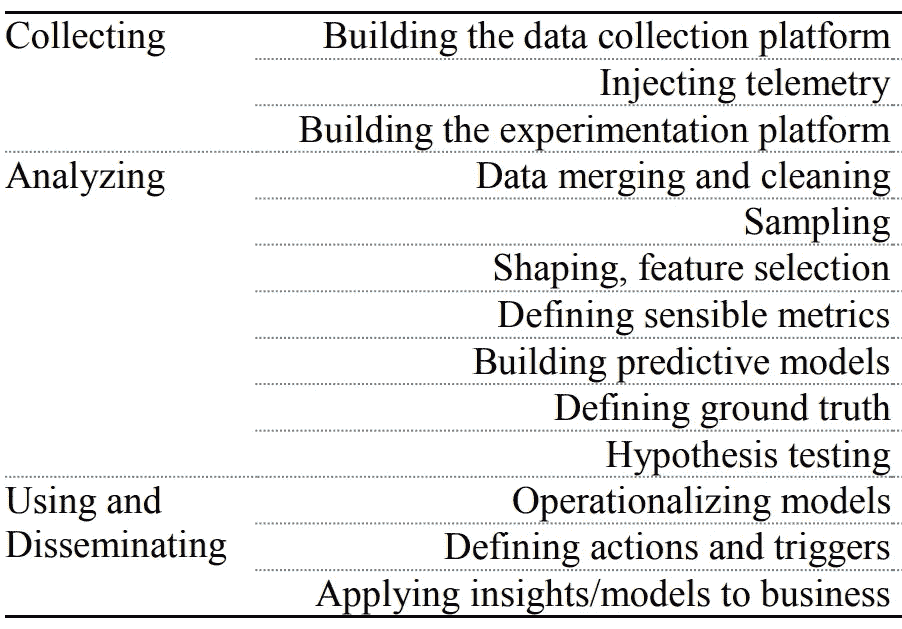 Collecting Building the data collection platform
Injecting telemetry
Building the experimentation platform
Analyzing Data merging and cleaning
Sampling
Shaping, feature selection
Defining sensible metrics
Building predictive models
Defining ground truth
Hypothesis testing
Using and Operationalizing models
Disseminating Defining actions and triggers
Applying insights/models to business